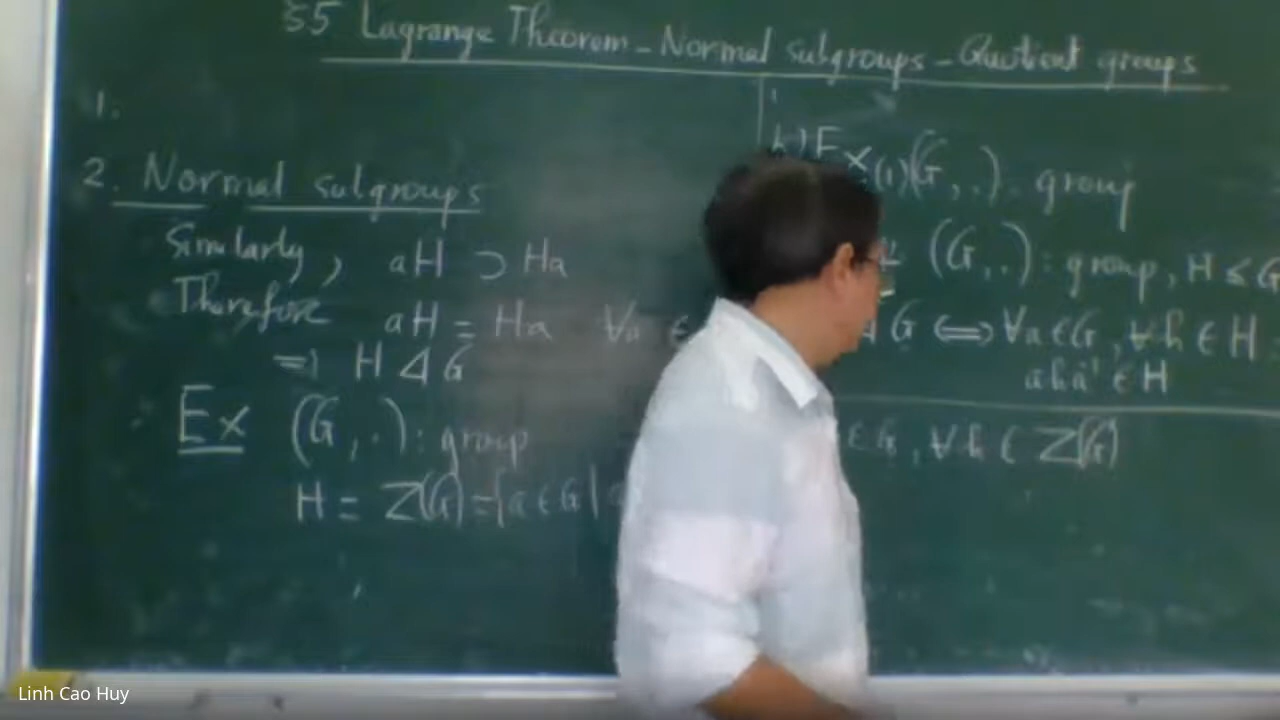 §5 Lagrange Theorem - Normal subgroups - Quotient groups
1.
2. Normal subgroups
Similarly, aH ⊃ Ha
Therefore aH = Ha ∀a ∈
⇒ H ⊲ G
Ex (G, .) : group
H = Z(G) = {a ∈ G |
b) Ex (1) (G, .) group
(G, .) : group, H ≤ G
⊲ G ⟺ ∀a ∈ G, ∀h ∈ H :
aha⁻¹ ∈ H
∈ G, ∀h ∈ Z(G)
Linh Cao Huy